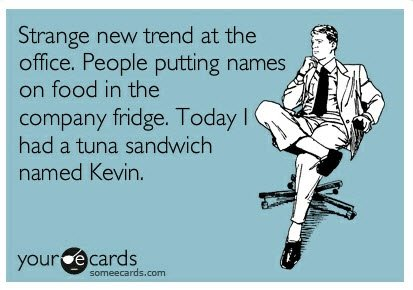 Strange new trend at the
office. People putting names
on food in the
company fridge. Today I
had a tuna sandwich
named Kevin.
your e cards
someecards.com